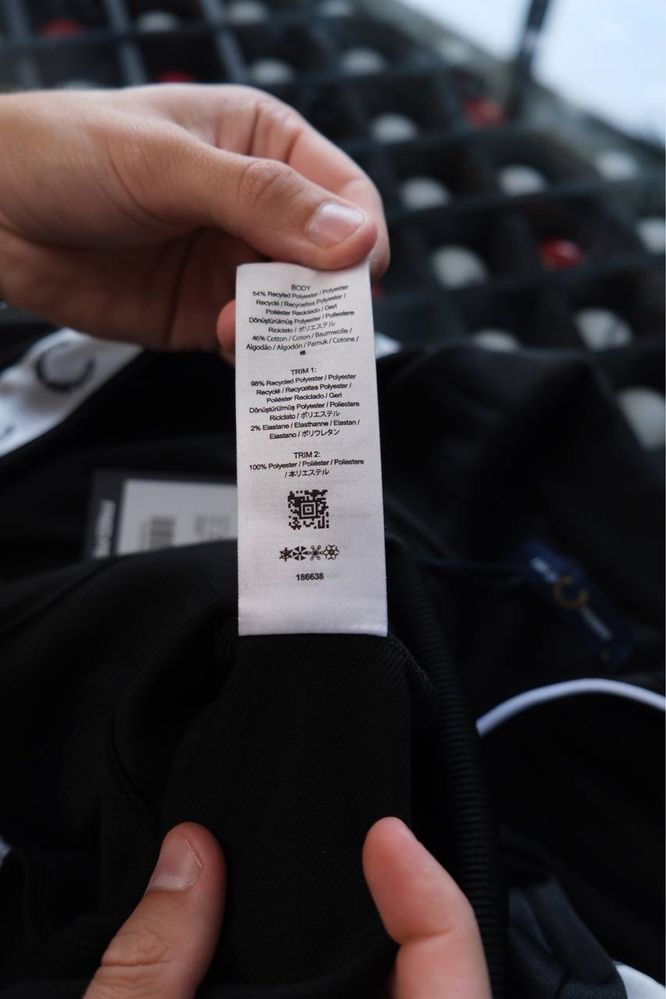 BODY
54% Recyled Polyester / Polyester
Recyclé / Recyceltes Polyester /
Poliéster Reciclado / Geri
Dönüştürülmüş Polyester / Poliestere
Riciclato / ポリエステル
46% Cotton / Coton / Baumwolle /
Algodão / Algodón / Pamuk / Cotone /
綿
TRIM 1:
98% Recycled Polyester / Polyester
Recyclé / Recyceltes Polyester /
Poliéster Reciclado / Geri
Dönüştürülmüş Polyester / Poliestere
Riciclato / ポリエステル
2% Elastane / Elasthanne / Elastan /
Elastano / ポリウレタン
TRIM 2:
100% Polyester / Poliéster / Poliestere
/ 本リエステル
186638